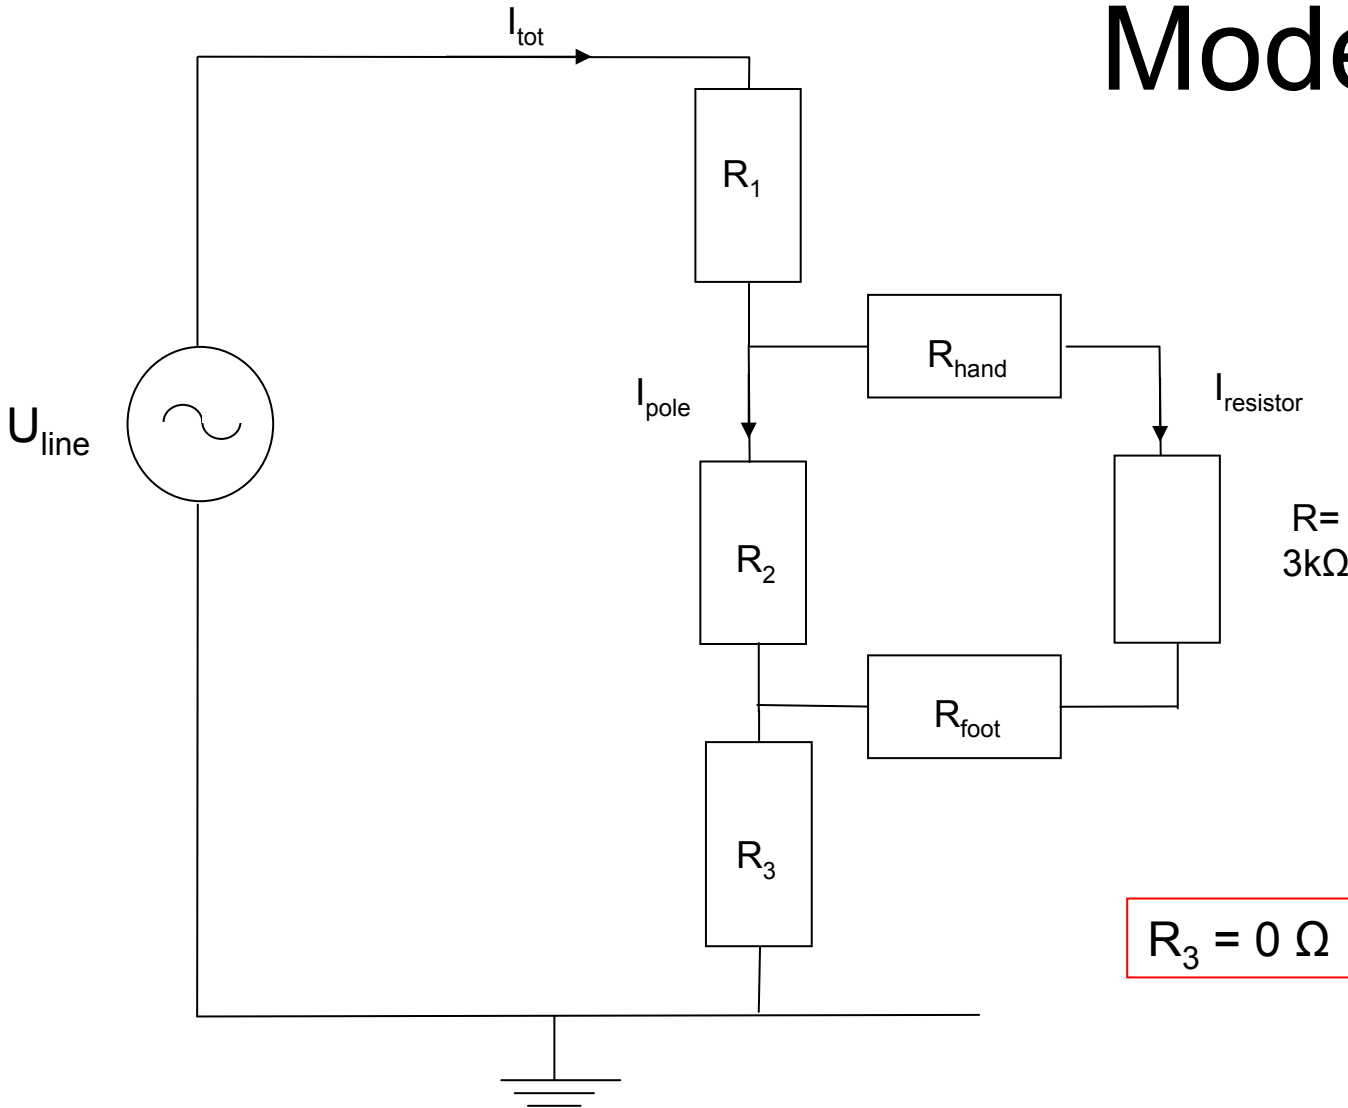 Mode
I_tot
R_1
R_hand
I_pole
I_resistor
U_line
R=
3kΩ
R_2
R_foot
R_3
R_3 = 0 Ω